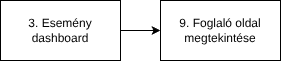 3. Esemény
dashboard
9. Foglaló oldal
megtekintése